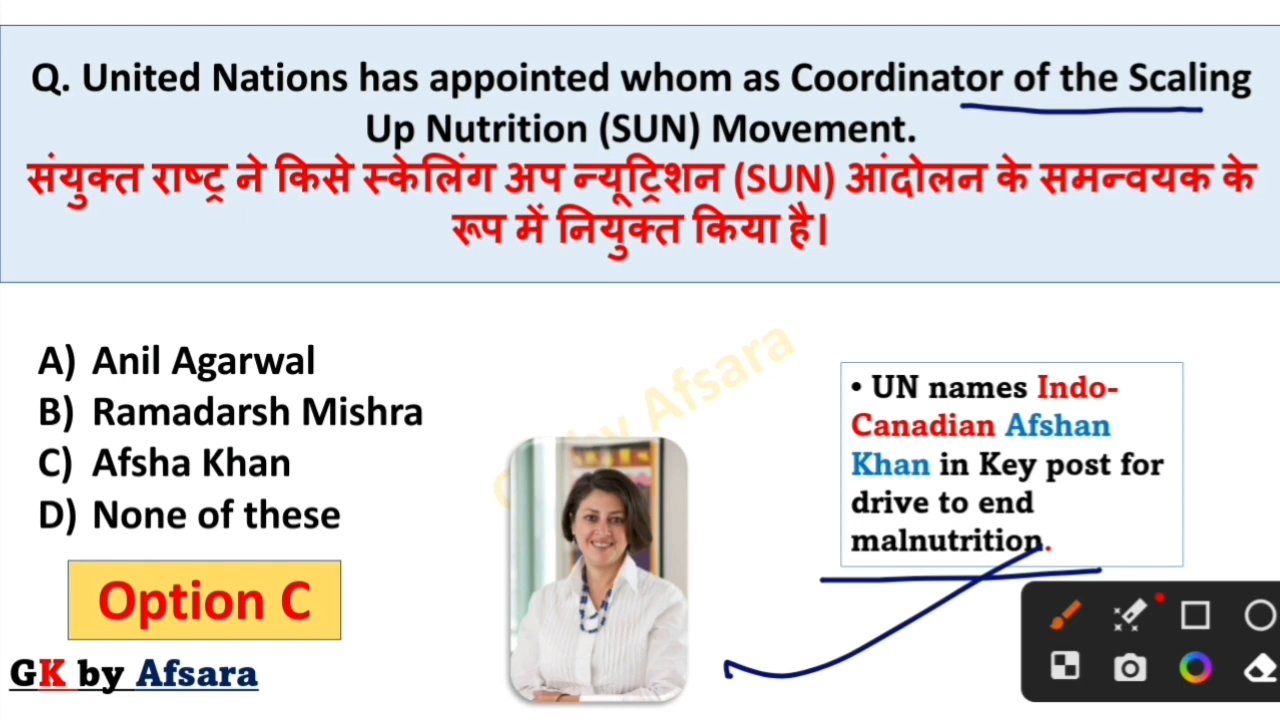 Q. United Nations has appointed whom as Coordinator of the Scaling
Up Nutrition (SUN) Movement.
संयुक्त राष्ट्र ने किसे स्केलिंग अप न्यूट्रिशन (SUN) आंदोलन के समन्वयक के
रूप में नियुक्त किया है।
A) Anil Agarwal
B) Ramadarsh Mishra
C) Afsha Khan
D) None of these
Option C
GK by Afsara
by Afsara
• UN names Indo-
Canadian Afshan
Khan in Key post for
drive to end
malnutrition.